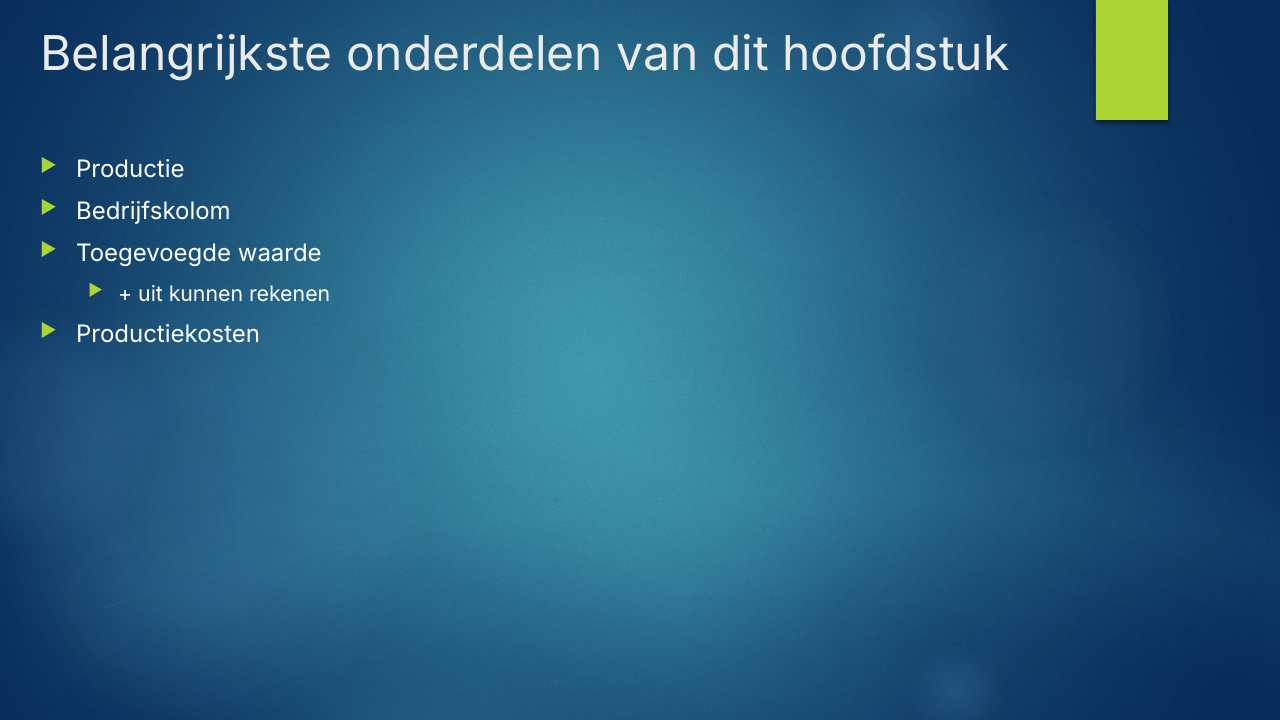 Belangrijkste onderdelen van dit hoofdstuk
Productie
Bedrijfskolom
Toegevoegde waarde
+ uit kunnen rekenen
Productiekosten